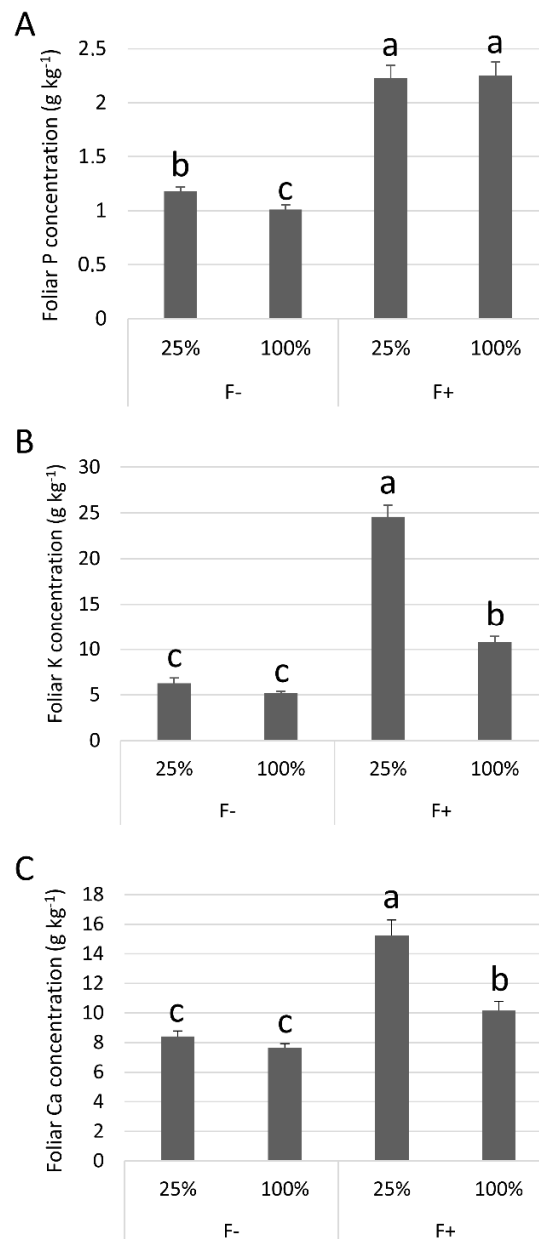 A
Foliar P concentration (g kg⁻¹)
2.5
2
1.5
1
0.5
0
b
c
a
a
25%
100%
25%
100%
F-
F+
B
Foliar K concentration (g kg⁻¹)
30
25
20
15
10
5
0
c
c
a
b
25%
100%
25%
100%
F-
F+
C
Foliar Ca concentration (g kg⁻¹)
18
16
14
12
10
8
6
4
2
0
c
c
a
b
25%
100%
25%
100%
F-
F+